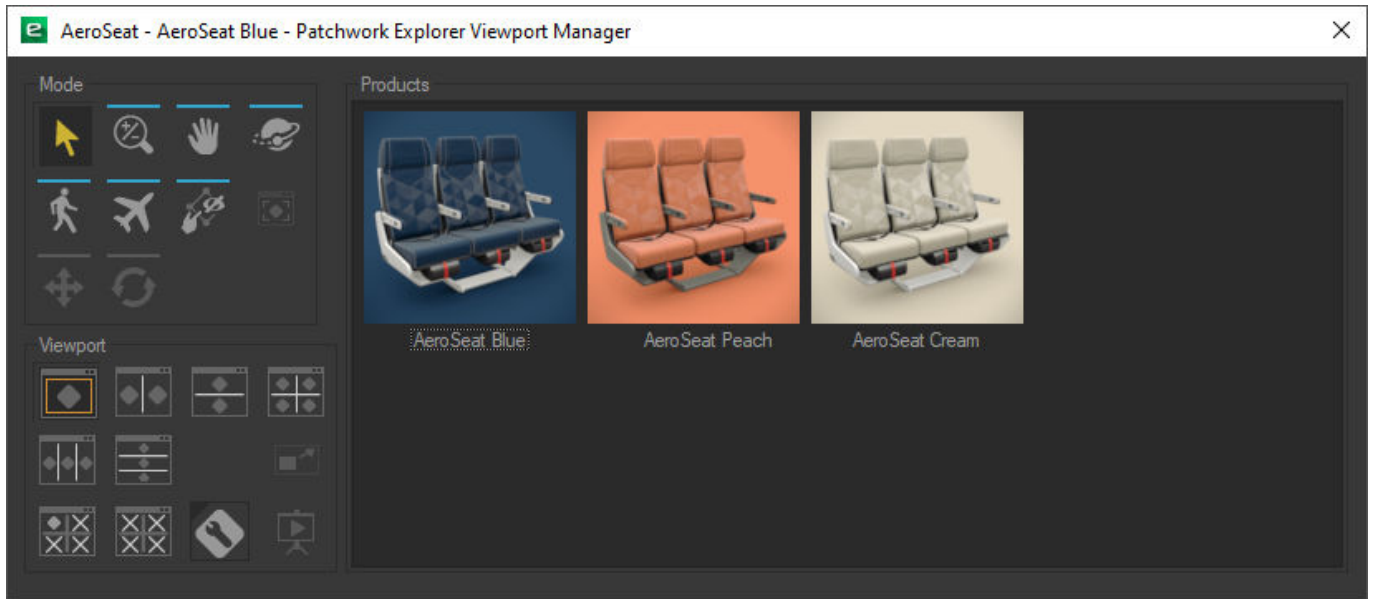 AeroSeat - AeroSeat Blue - Patchwork Explorer Viewport Manager
Mode
Products
AeroSeat Blue
AeroSeat Peach
AeroSeat Cream
Viewport